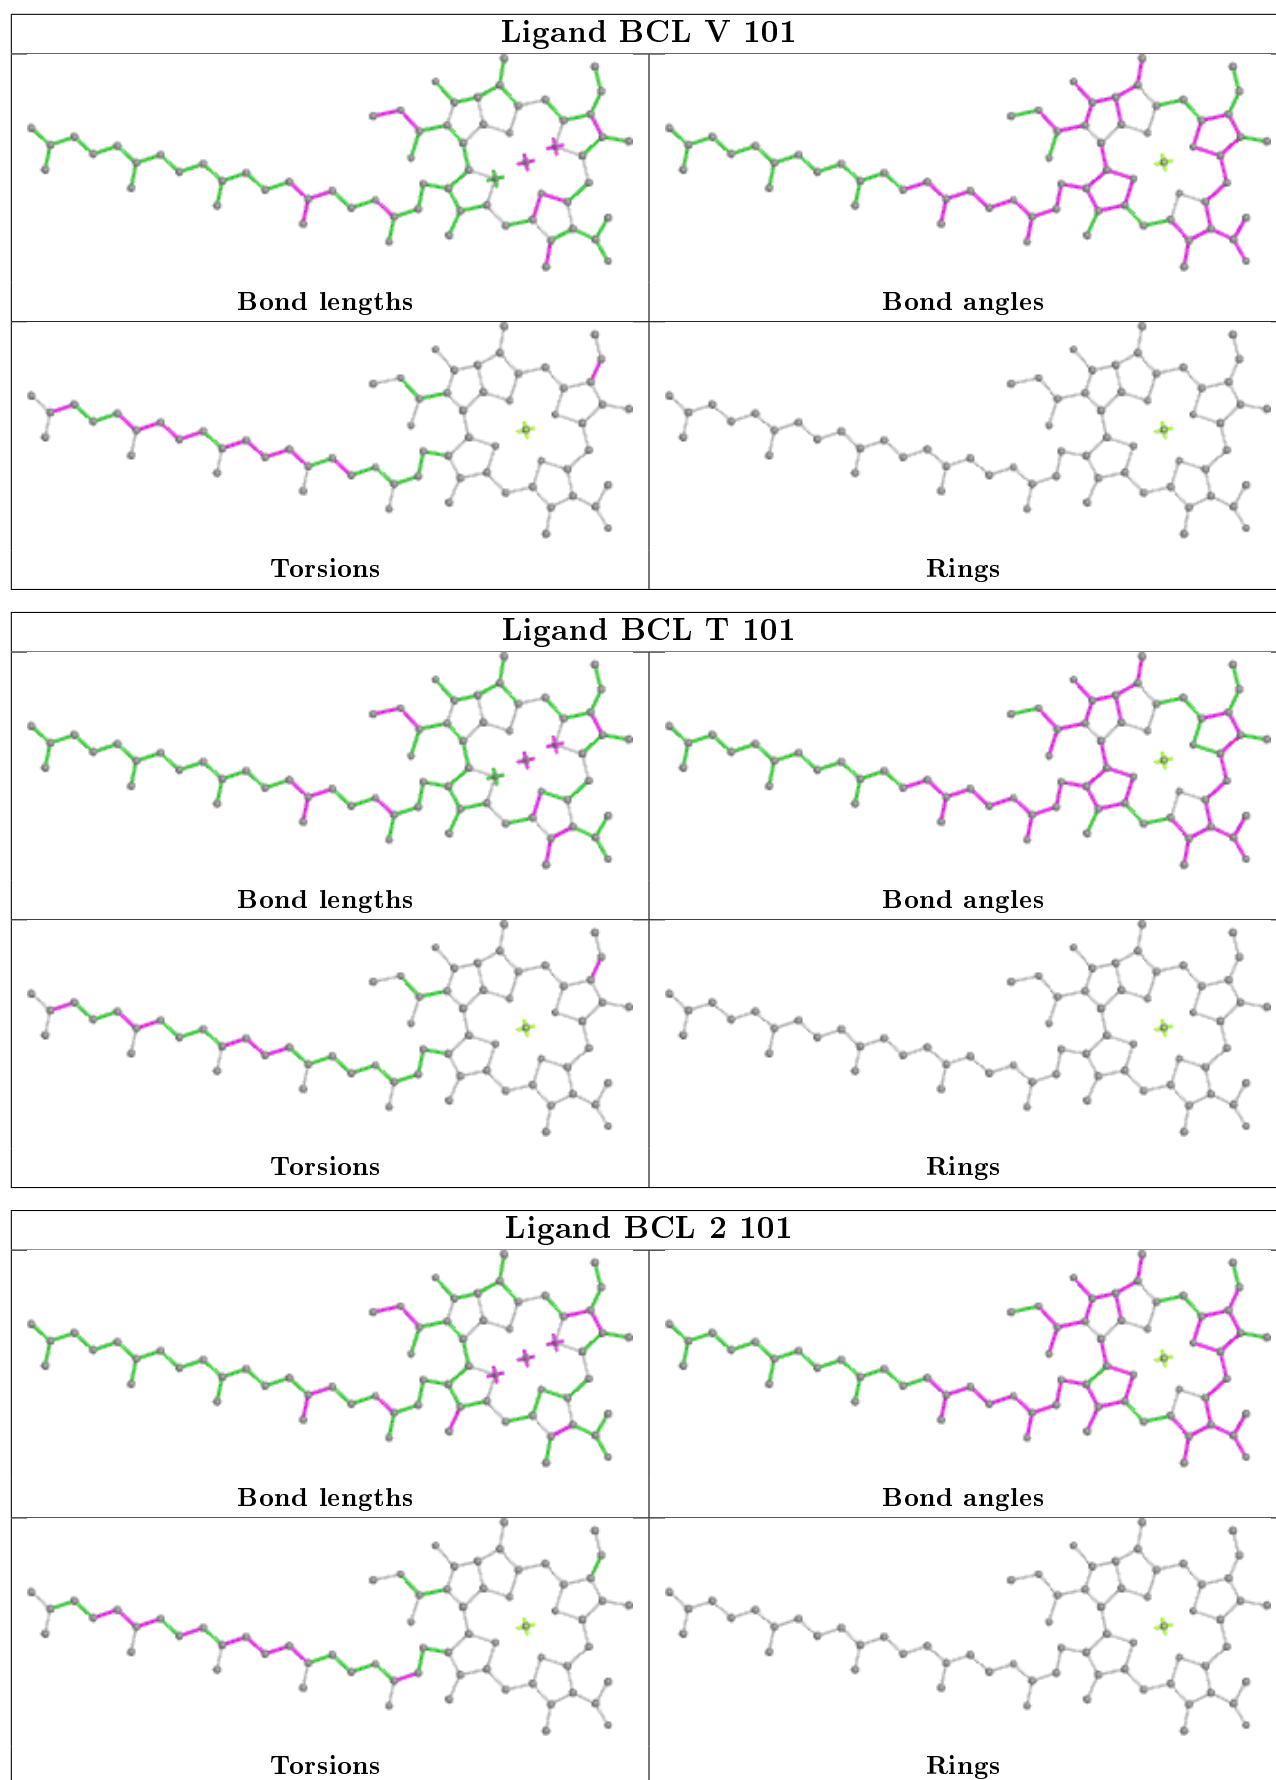 Ligand BCL V 101
Bond lengths
Bond angles
Torsions
Rings
Ligand BCL T 101
Bond lengths
Bond angles
Torsions
Rings
Ligand BCL 2 101
Bond lengths
Bond angles
Torsions
Rings